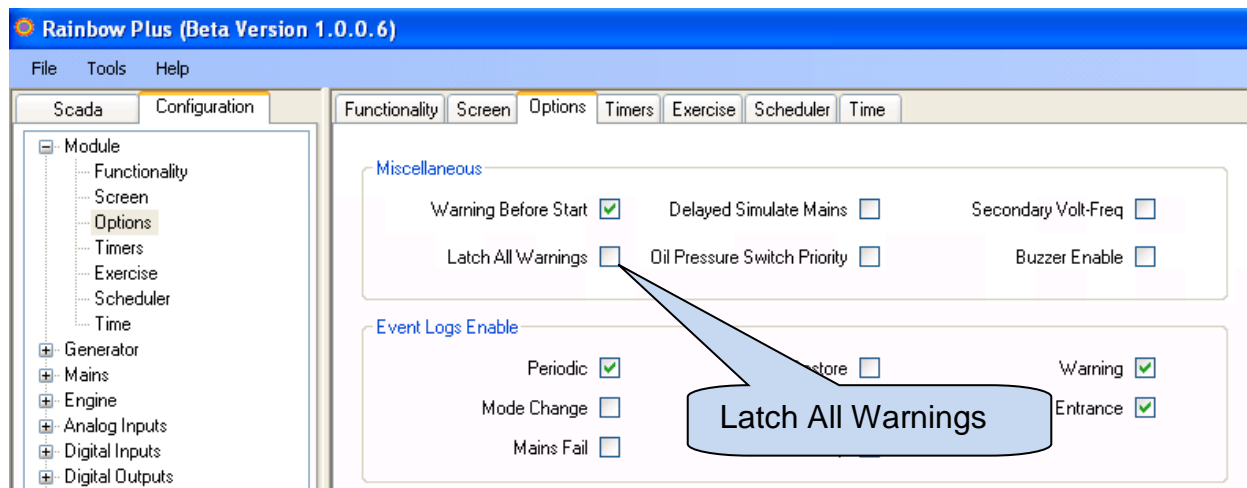 Rainbow Plus (Beta Version 1.0.0.6)
File Tools Help
Scada Configuration
Functionality Screen Options Timers Exercise Scheduler Time
Module
Functionality
Screen
Options
Timers
Exercise
Scheduler
Time
Generator
Mains
Engine
Analog Inputs
Digital Inputs
Digital Outputs
Miscellaneous
Warning Before Start Delayed Simulate Mains Secondary Volt-Freq
Latch All Warnings Oil Pressure Switch Priority Buzzer Enable
Event Logs Enable
Periodic Warning
Mode Change Entrance
Mains Fail
Latch All Warnings